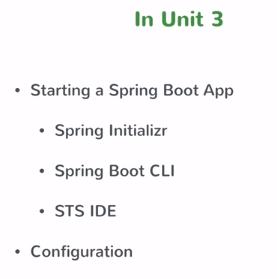 In Unit 3
• Starting a Spring Boot App
• Spring Initializr
• Spring Boot CLI
• STS IDE
• Configuration